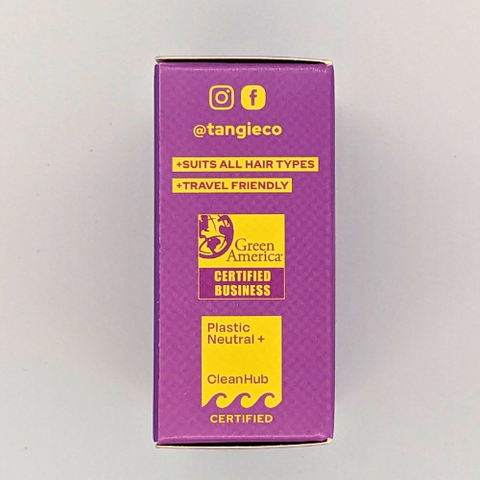 @tangieco
+SUITS ALL HAIR TYPES
+TRAVEL FRIENDLY
Green
America
CERTIFIED
BUSINESS
Plastic
Neutral +
CleanHub
CERTIFIED